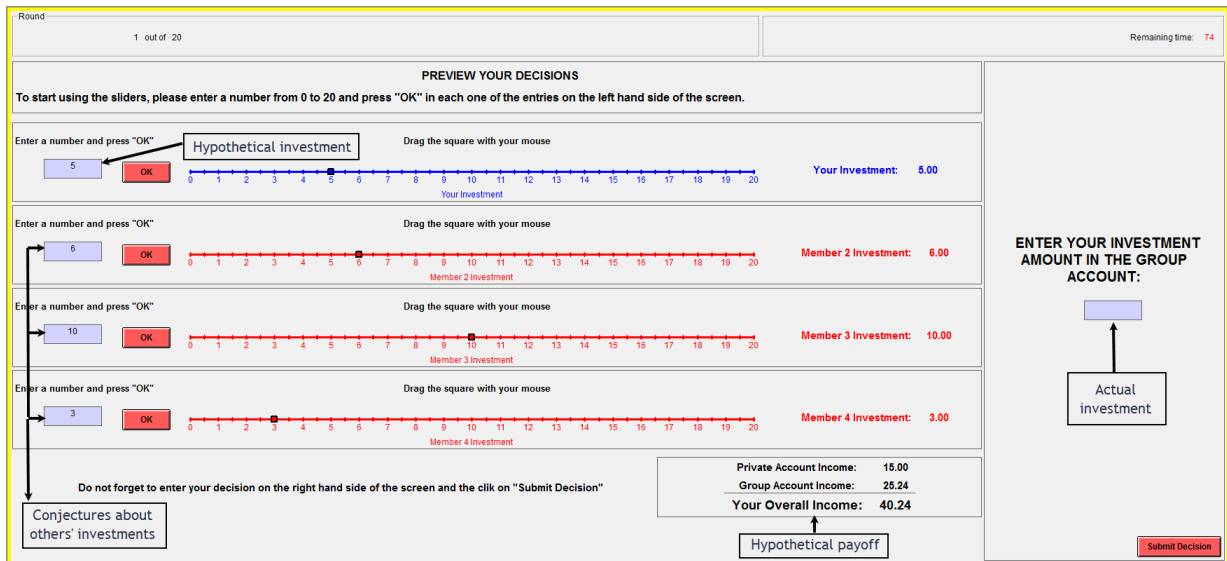 Round
1 out of 20
Remaining time: 74
PREVIEW YOUR DECISIONS
To start using the sliders, please enter a number from 0 to 20 and press "OK" in each one of the entries on the left hand side of the screen.
Enter a number and press "OK"
Hypothetical investment
Drag the square with your mouse
5
OK
0 1 2 3 4 5 6 7 8 9 10 11 12 13 14 15 16 17 18 19 20
Your Investment
Your Investment: 5.00
Enter a number and press "OK"
Drag the square with your mouse
6
OK
0 1 2 3 4 5 6 7 8 9 10 11 12 13 14 15 16 17 18 19 20
Member 2 Investment
Member 2 Investment: 6.00
Enter a number and press "OK"
Drag the square with your mouse
10
OK
0 1 2 3 4 5 6 7 8 9 10 11 12 13 14 15 16 17 18 19 20
Member 3 Investment
Member 3 Investment: 10.00
Enter a number and press "OK"
Drag the square with your mouse
3
OK
0 1 2 3 4 5 6 7 8 9 10 11 12 13 14 15 16 17 18 19 20
Member 4 Investment
Member 4 Investment: 3.00
Do not forget to enter your decision on the right hand side of the screen and the clik on "Submit Decision"
Conjectures about
others' investments
Private Account Income: 15.00
Group Account Income: 25.24
Your Overall Income: 40.24
Hypothetical payoff
ENTER YOUR INVESTMENT
AMOUNT IN THE GROUP
ACCOUNT:
Actual
investment
Submit Decision